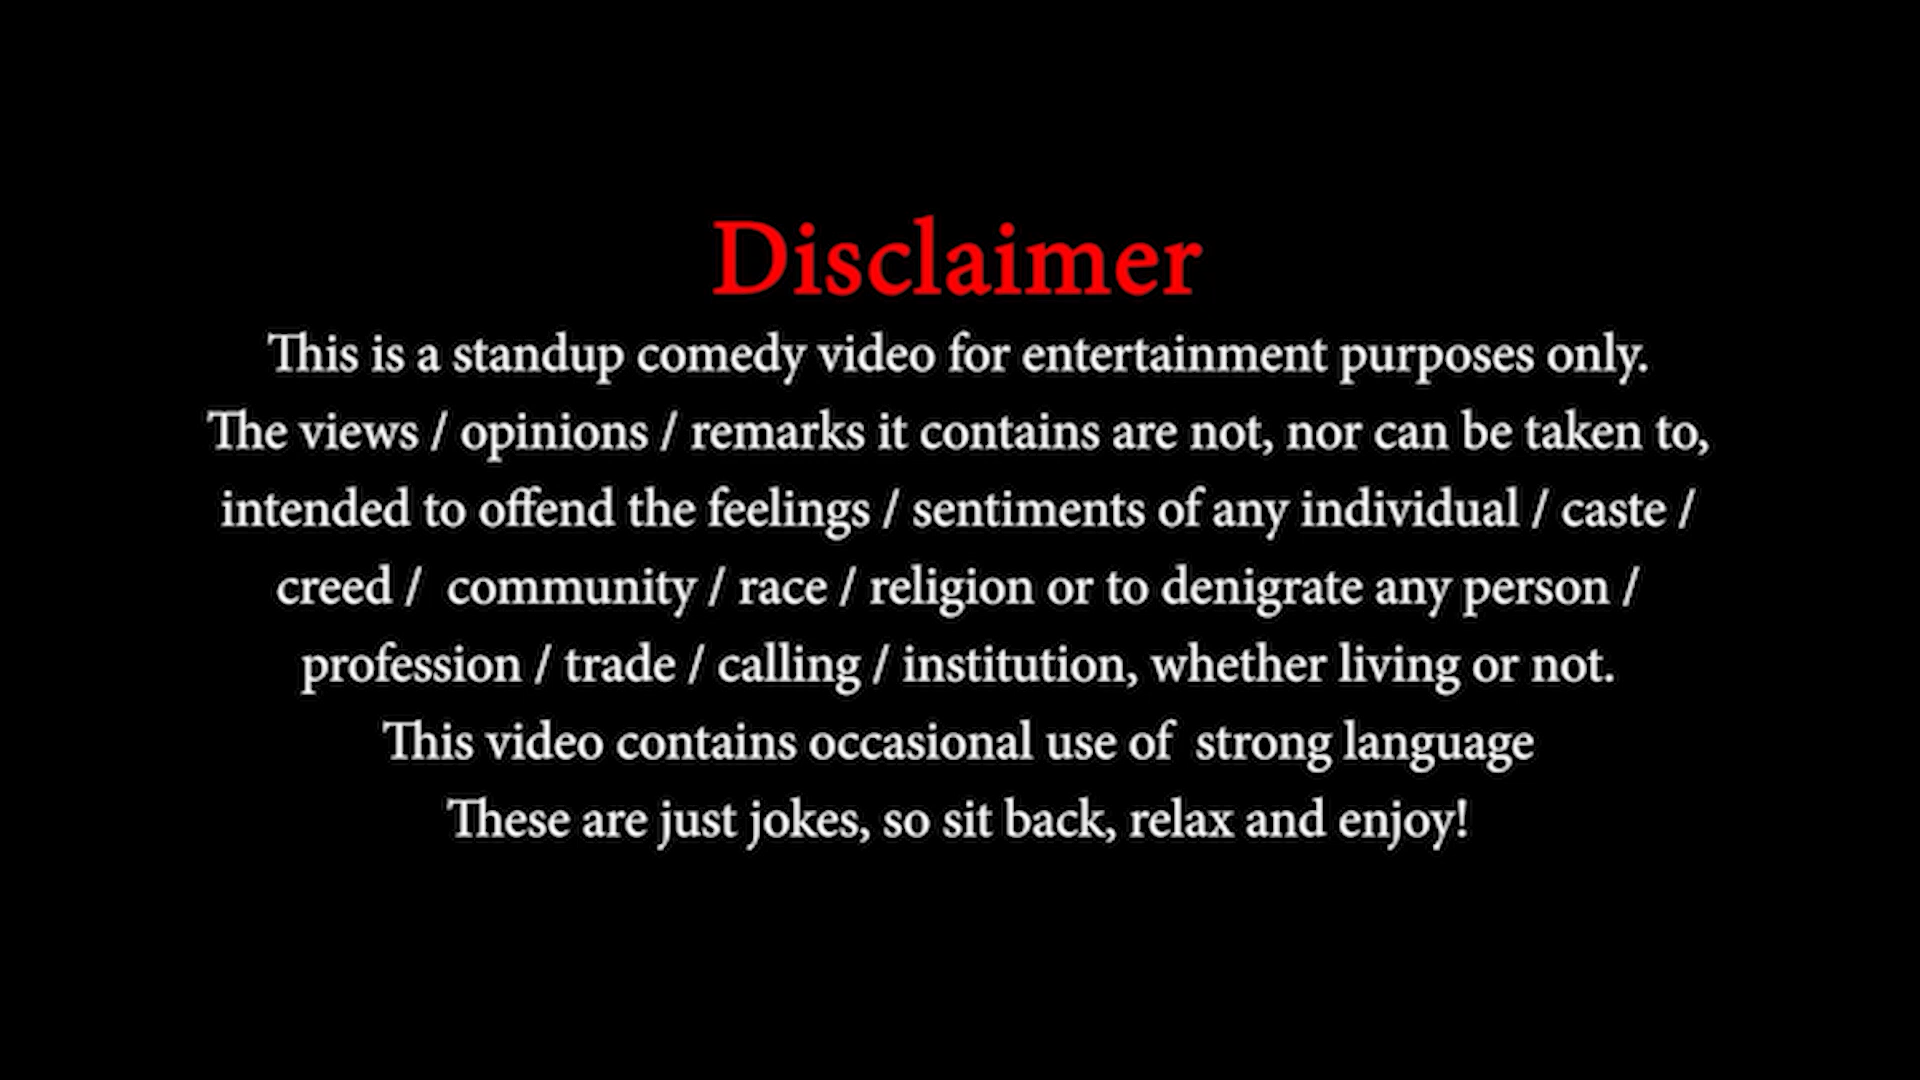 Disclaimer
This is a standup comedy video for entertainment purposes only.
The views / opinions / remarks it contains are not, nor can be taken to,
intended to offend the feelings / sentiments of any individual / caste /
creed /  community / race / religion or to denigrate any person /
profession / trade / calling / institution, whether living or not.
This video contains occasional use of  strong language
These are just jokes, so sit back, relax and enjoy!